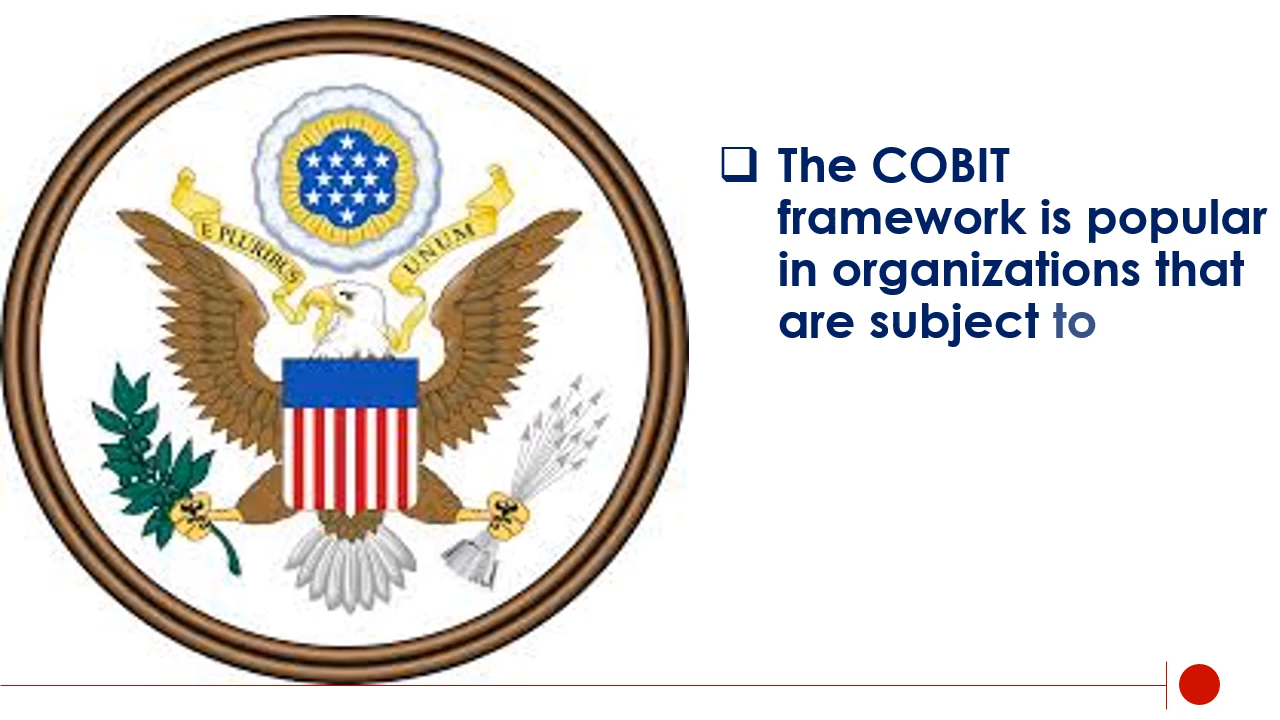 E PLURIBUS UNUM
The COBIT
framework is popular
in organizations that
are subject to